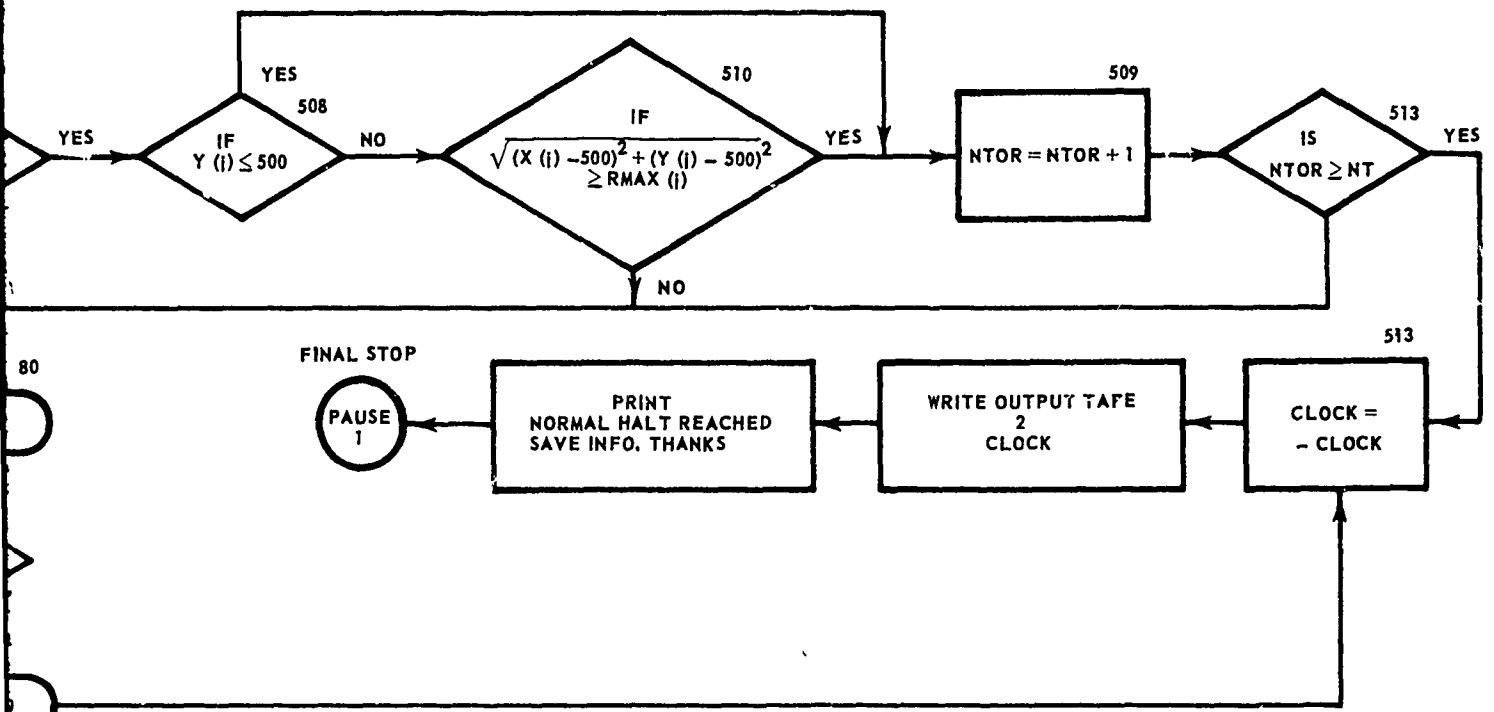 YES
508
IF
Y (i) ≤ 500
YES
NO
510
IF
√(X (i) -500)² + (Y (i) - 500)²
≥ RMAX (i)
YES
NO
509
NTOR = NTOR + 1
513
IS
NTOR ≥ NT
YES
80
FINAL STOP
PAUSE
1
PRINT
NORMAL HALT REACHED
SAVE INFO. THANKS
WRITE OUTPUT TAPE
2
CLOCK
513
CLOCK =
- CLOCK